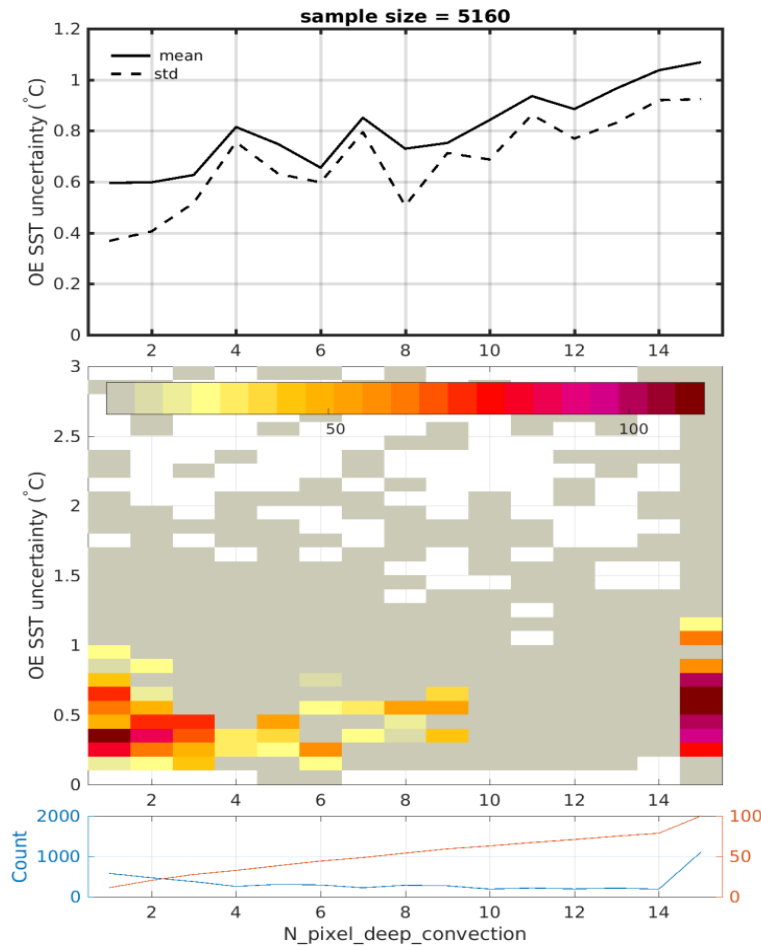 sample size = 5160
1.2
1
0.8
0.6
0.4
0.2
0
OE SST uncertainty (°C)
mean
std
2 4 6 8 10 12 14
3
2.5
2
1.5
1
0.5
0
OE SST uncertainty (°C)
50 100
2 4 6 8 10 12 14
2000
1000
0
Count
100
50
0
2 4 6 8 10 12 14
N_pixel_deep_convection